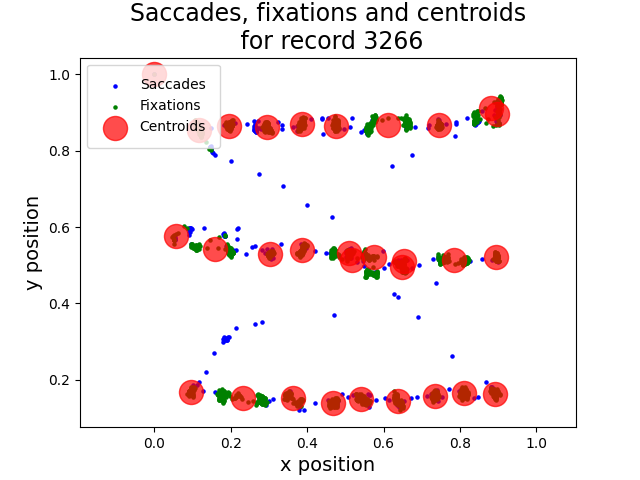 Saccades, fixations and centroids
for record 3266
Saccades
Fixations
Centroids
1.0
0.8
0.6
0.4
0.2
y position
0.0
0.2
0.4
0.6
0.8
1.0
x position